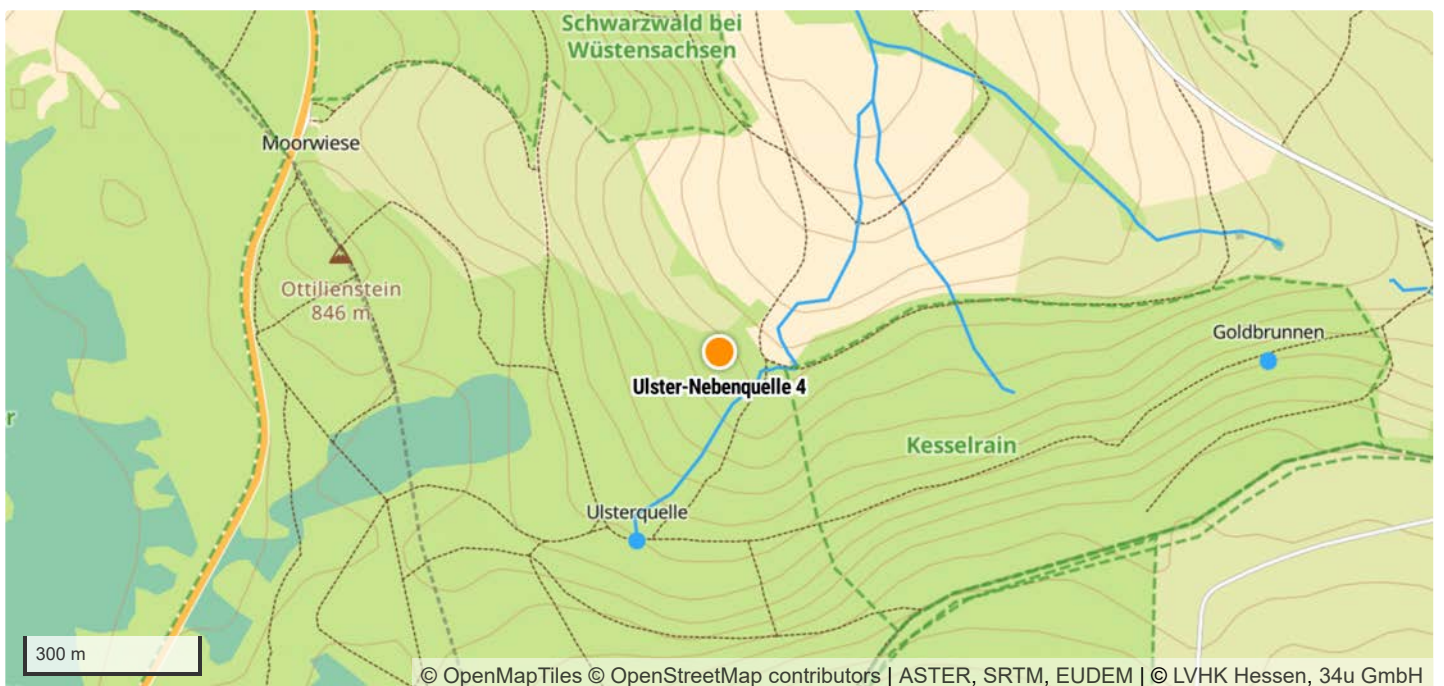 Schwarzwald bei
Wüstensachsen
Moorwiese
Ottilienstein
846 m
Goldbrunnen
Ulster-Nebenquelle 4
r
Kesselrain
Ulsterquelle
300 m
© OpenMapTiles © OpenStreetMap contributors | ASTER, SRTM, EUDEM | © LVHK Hessen, 34u GmbH